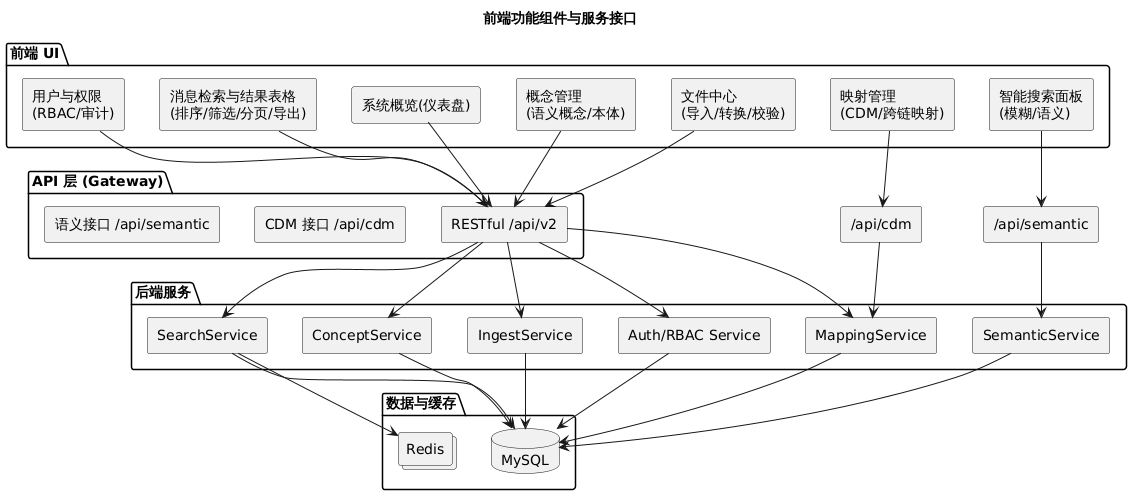 前端功能组件与服务接口
前端 UI
用户与权限
(RBAC/审计)
消息检索与结果表格
(排序/筛选/分页/导出)
系统概览(仪表盘)
概念管理
(语义概念/本体)
文件中心
(导入/转换/校验)
映射管理
(CDM/跨链映射)
智能搜索面板
(模糊/语义)
API 层 (Gateway)
语义接口 /api/semantic
CDM 接口 /api/cdm
RESTful /api/v2
/api/cdm
/api/semantic
后端服务
SearchService
ConceptService
IngestService
Auth/RBAC Service
MappingService
SemanticService
数据与缓存
Redis
MySQL